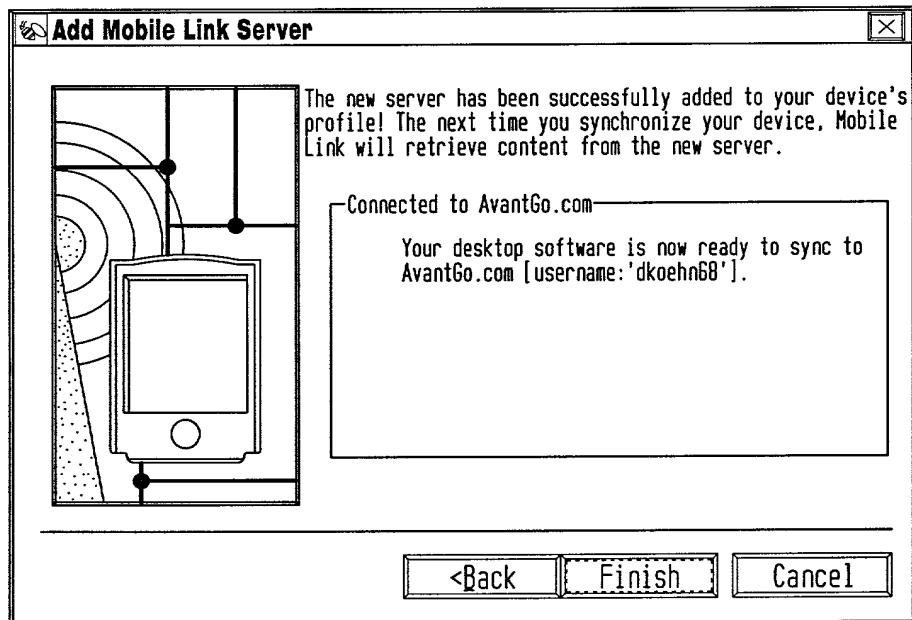 Add Mobile Link Server
The new server has been successfully added to your device's
profile! The next time you synchronize your device, Mobile
Link will retrieve content from the new server.
Connected to AvantGo.com
Your desktop software is now ready to sync to
AvantGo.com [username:'dkoehn68'].
<Back Finish Cancel